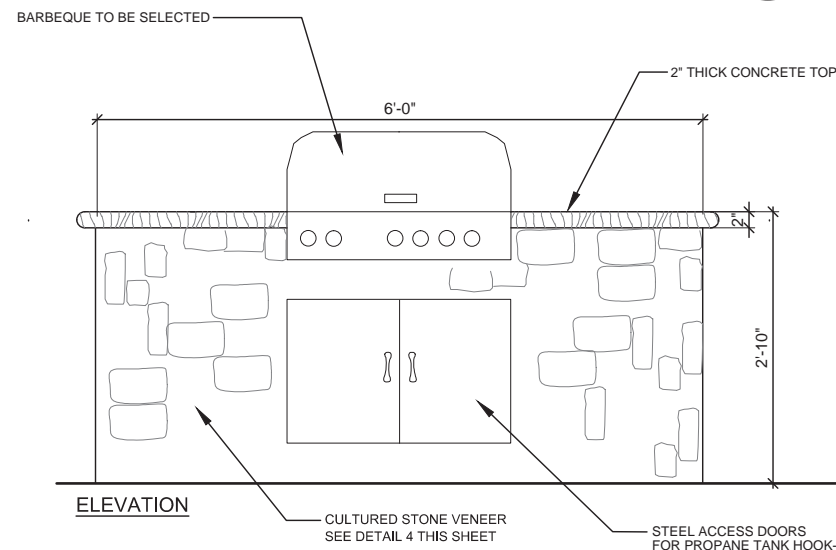 BARBEQUE TO BE SELECTED
2" THICK CONCRETE TOP
6'-0"
2"
2'-10"
ELEVATION
CULTURED STONE VENEER
SEE DETAIL 4 THIS SHEET
STEEL ACCESS DOORS
FOR PROPANE TANK HOOK-